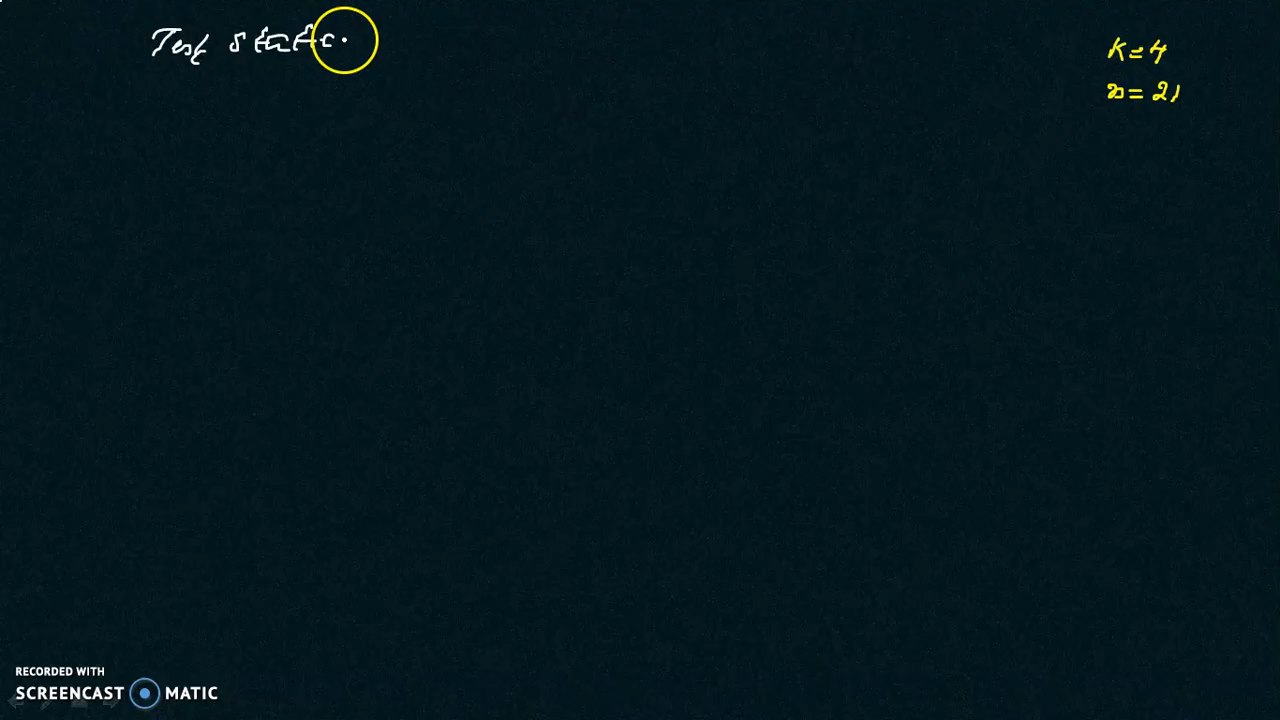 Test static
K=4
n= 21
RECORDED WITH
SCREENCAST MATIC